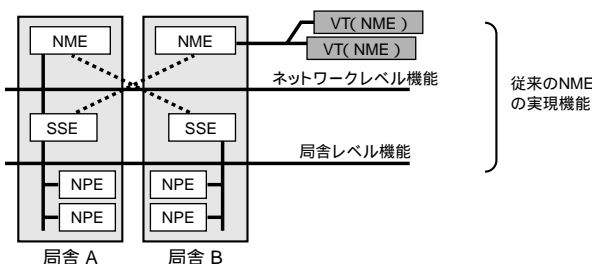 NME
NME
VT( NME )
VT( NME )
ネットワークレベル機能
従来のNME
の実現機能
SSE
SSE
局舎レベル機能
NPE
NPE
NPE
NPE
局舎 A
局舎 B